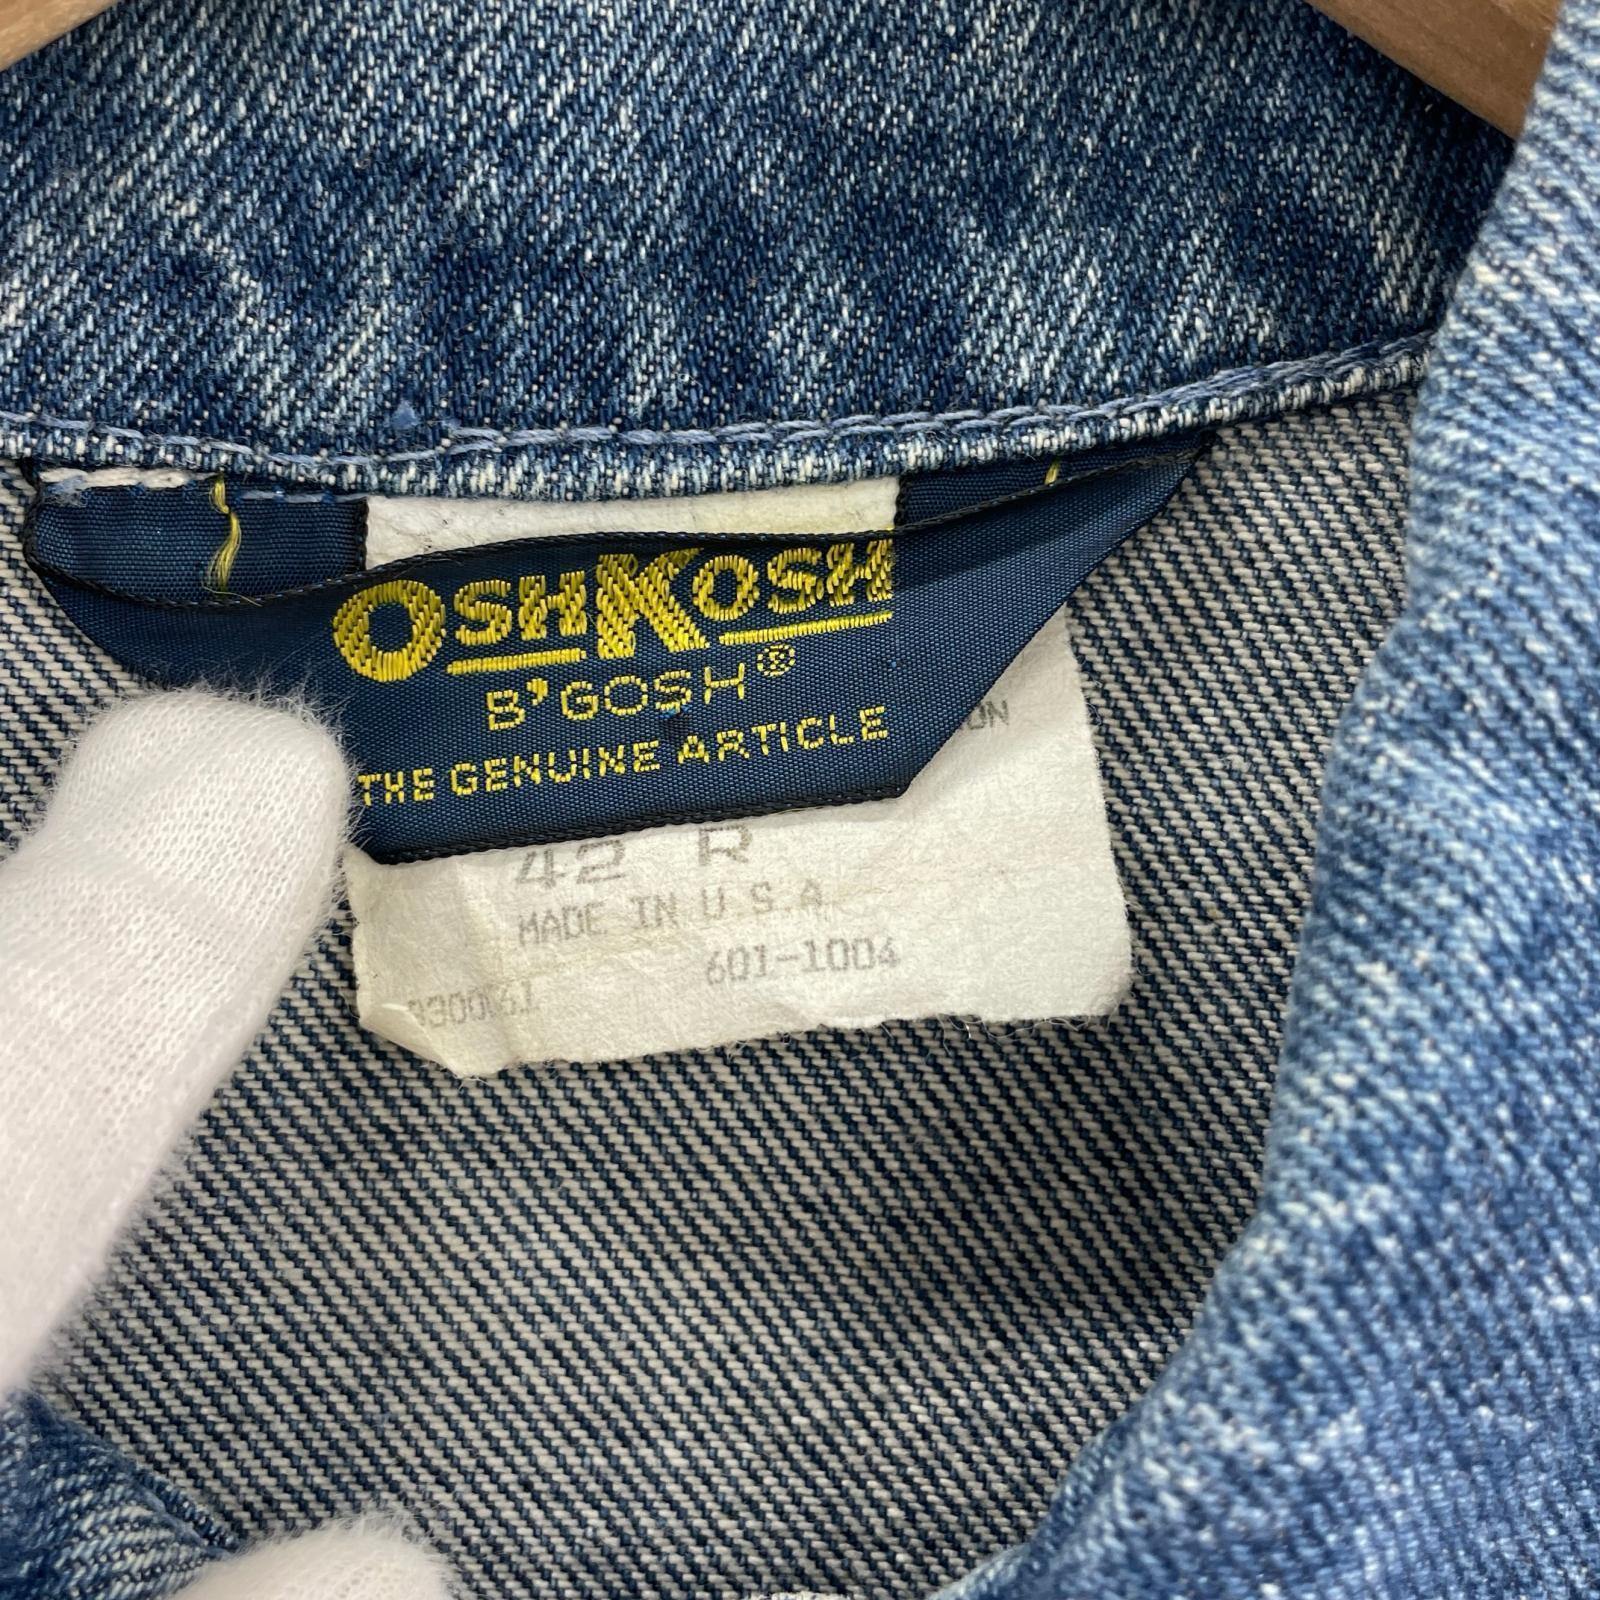 OSHKOSH
B'GOSH®
THE GENUINE ARTICLE
42 R
MADE IN U.S.A.
601-1004